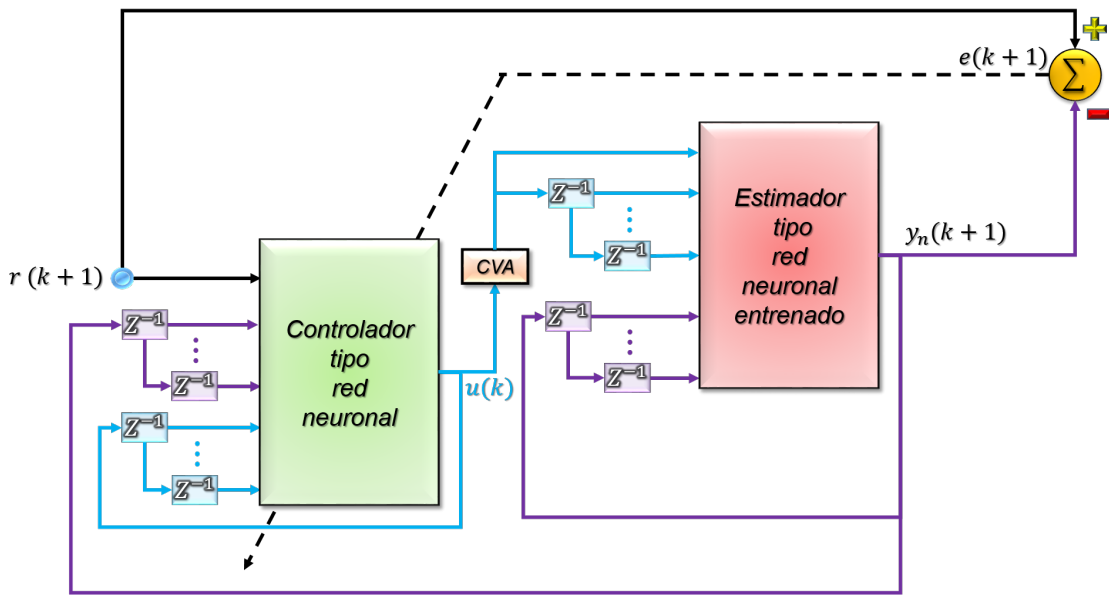 e(k + 1)
Σ
r (k + 1)
Z⁻¹
Z⁻¹
Z⁻¹
Z⁻¹
Controlador
tipo
red
neuronal
u(k)
CVA
Z⁻¹
Z⁻¹
Z⁻¹
Z⁻¹
Estimador
tipo
red
neuronal
entrenado
yₙ(k + 1)